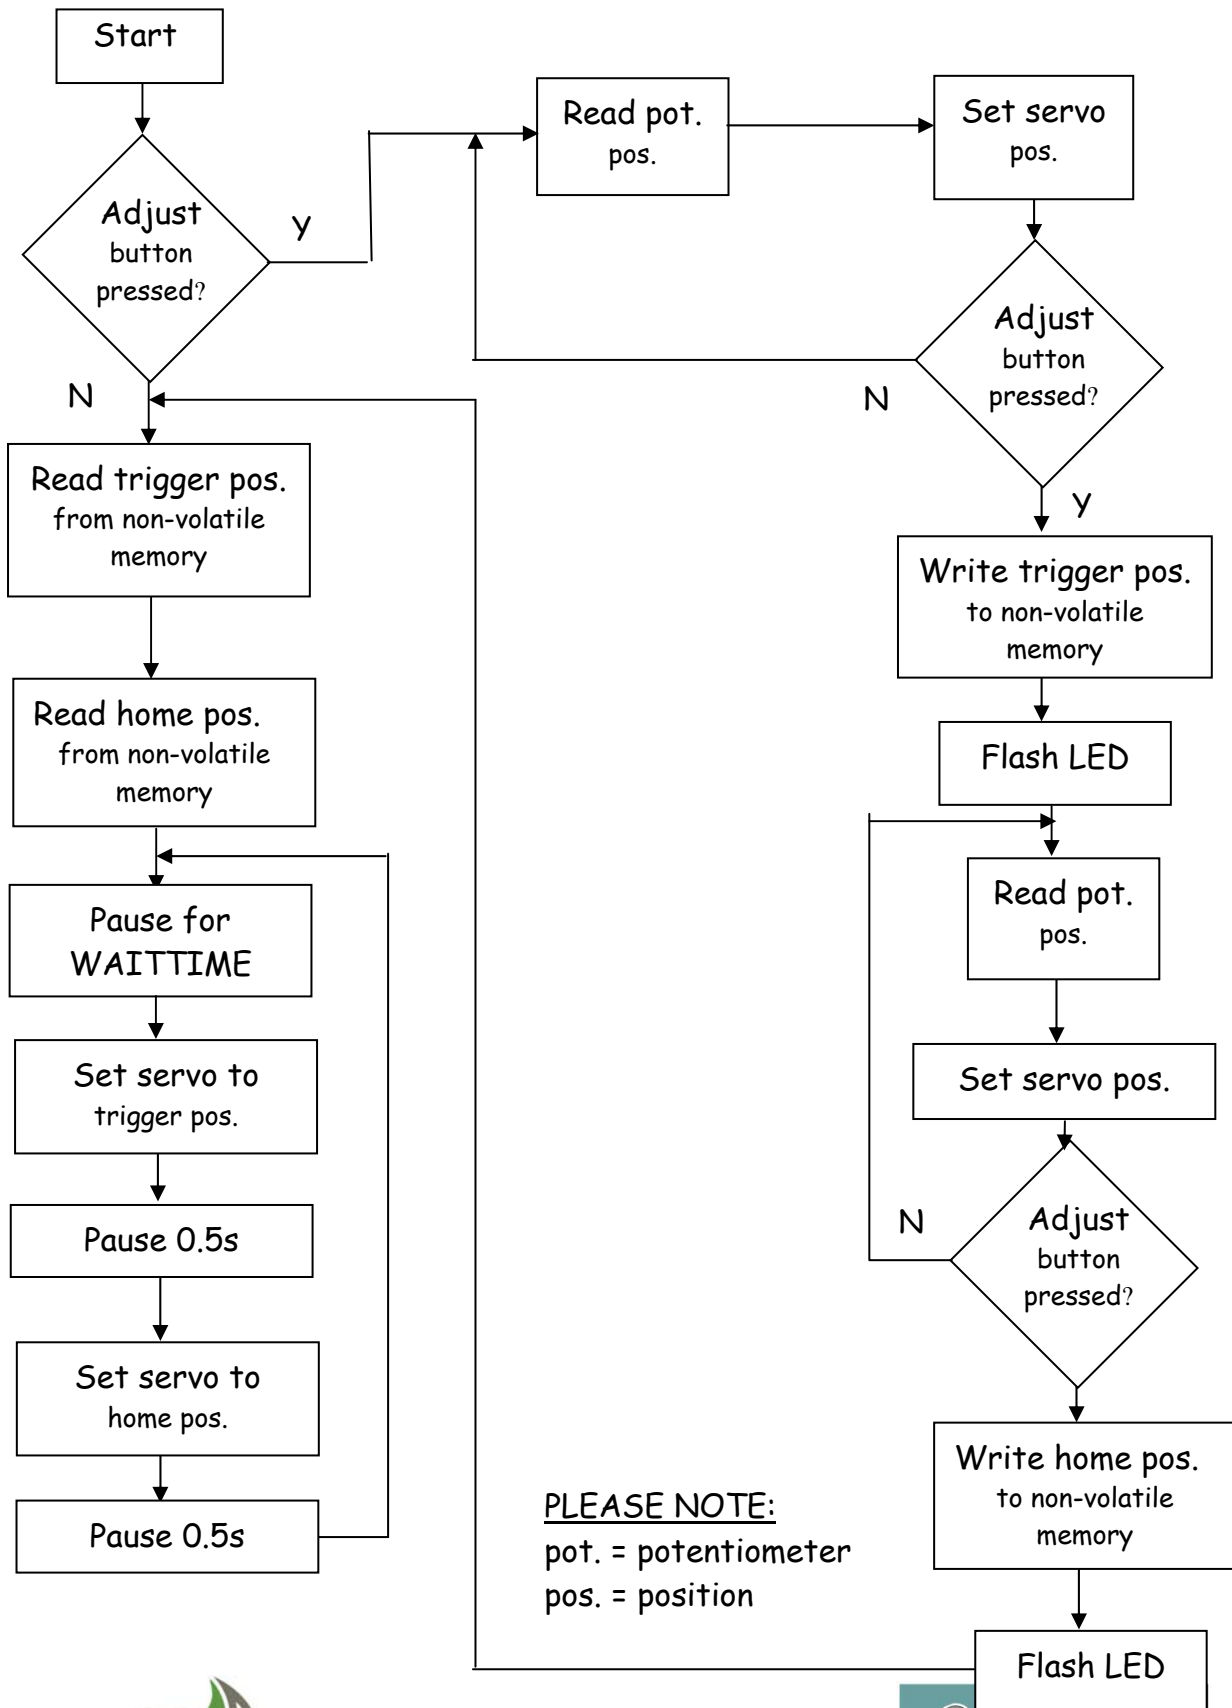 Start
Adjust
button
pressed?
Y
N
Read trigger pos.
from non-volatile
memory
Read home pos.
from non-volatile
memory
Pause for
WAITTIME
Set servo to
trigger pos.
Pause 0.5s
Set servo to
home pos.
Pause 0.5s
Read pot.
pos.
Set servo
pos.
Adjust
button
pressed?
N
Y
Write trigger pos.
to non-volatile
memory
Flash LED
Read pot.
pos.
Set servo pos.
Adjust
button
pressed?
N
Write home pos.
to non-volatile
memory
Flash LED
PLEASE NOTE:
pot. = potentiometer
pos. = position